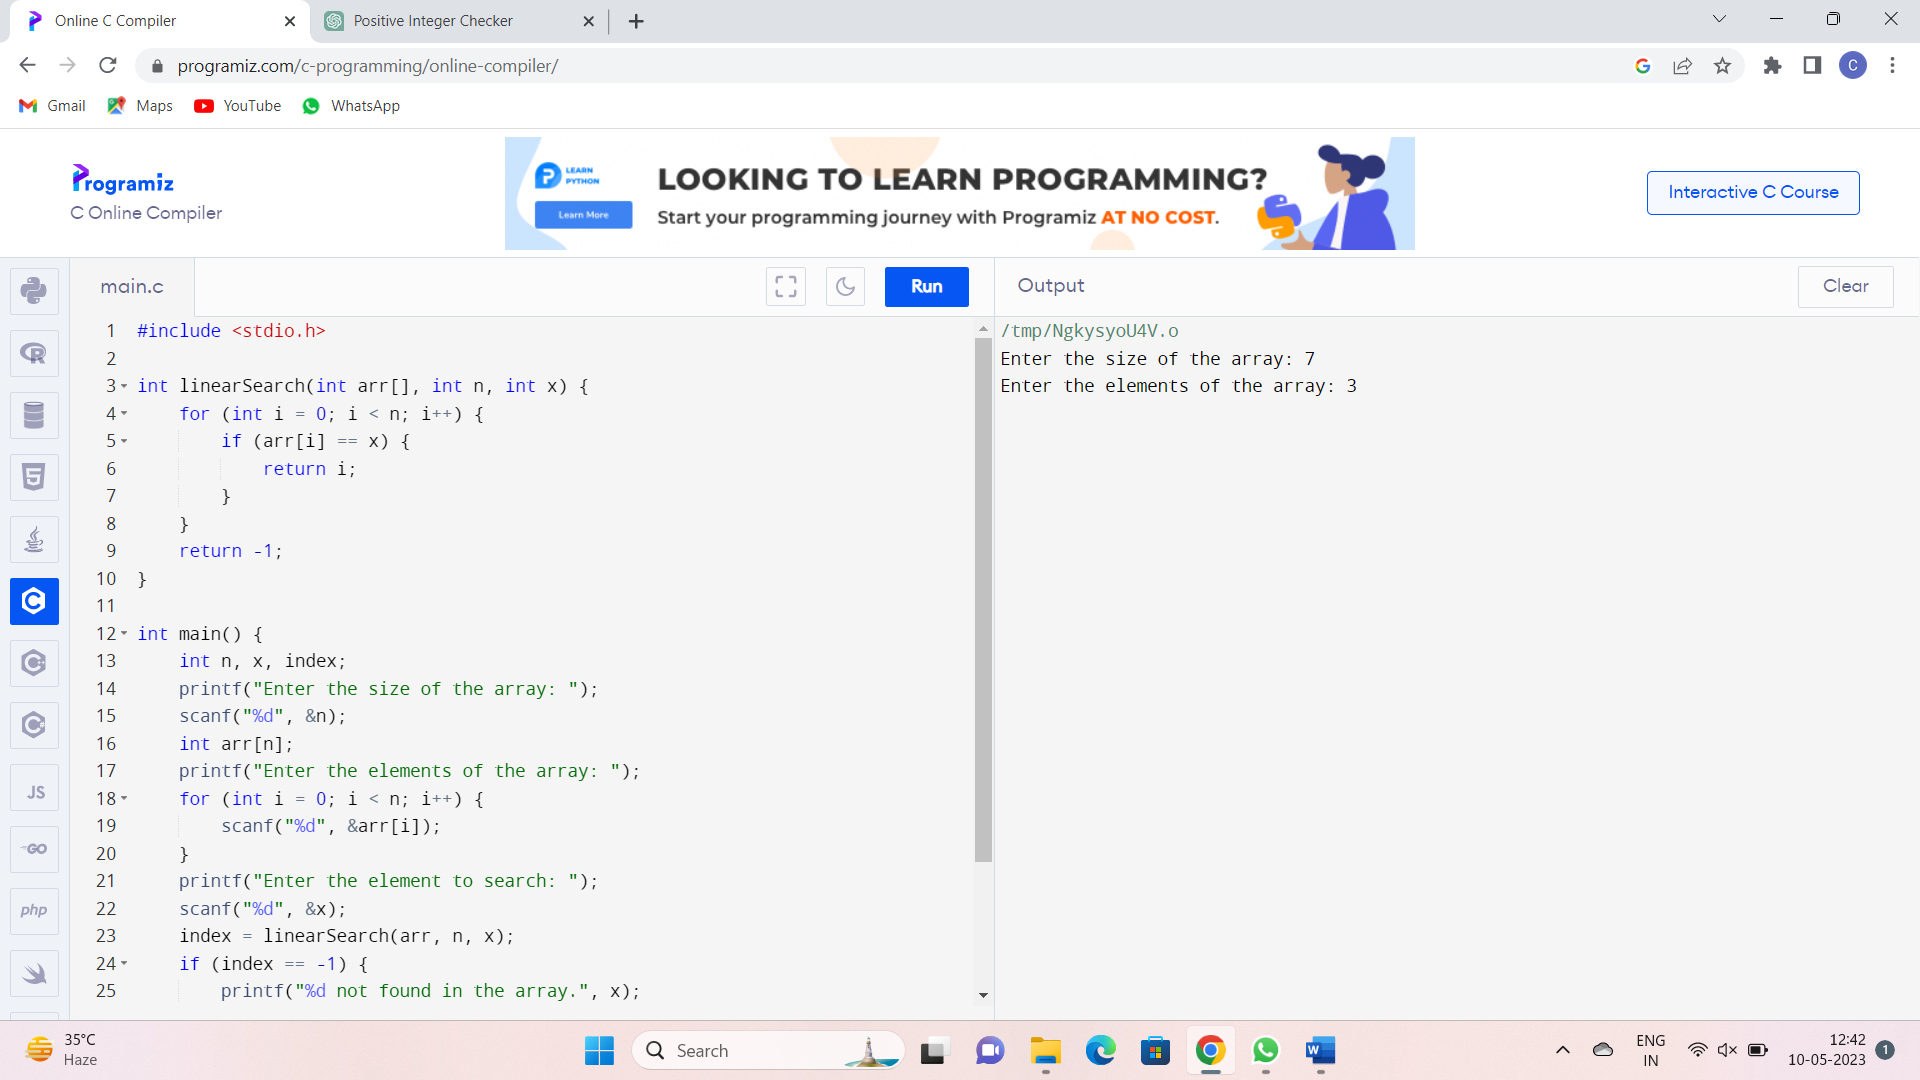 Online C Compiler
Positive Integer Checker
programiz.com/c-programming/online-compiler/
C
Gmail
Maps
YouTube
WhatsApp
Programiz
C Online Compiler
LEARN
PYTHON
Learn More
LOOKING TO LEARN PROGRAMMING?
Start your programming journey with Programiz AT NO COST.
Interactive C Course
main.c
Run
Output
Clear
1 #include <stdio.h>
2
3 int linearSearch(int arr[], int n, int x) {
4     for (int i = 0; i < n; i++) {
5         if (arr[i] == x) {
6             return i;
7         }
8     }
9     return -1;
10 }
11
12 int main() {
13     int n, x, index;
14     printf("Enter the size of the array: ");
15     scanf("%d", &n);
16     int arr[n];
17     printf("Enter the elements of the array: ");
18     for (int i = 0; i < n; i++) {
19         scanf("%d", &arr[i]);
20     }
21     printf("Enter the element to search: ");
22     scanf("%d", &x);
23     index = linearSearch(arr, n, x);
24     if (index == -1) {
25         printf("%d not found in the array.", x);
/tmp/NgkysyoU4V.o
Enter the size of the array: 7
Enter the elements of the array: 3
R
5
C
C
C
JS
GO
php
35°C
Haze
Search
W
ENG
IN
12:42
10-05-2023
1